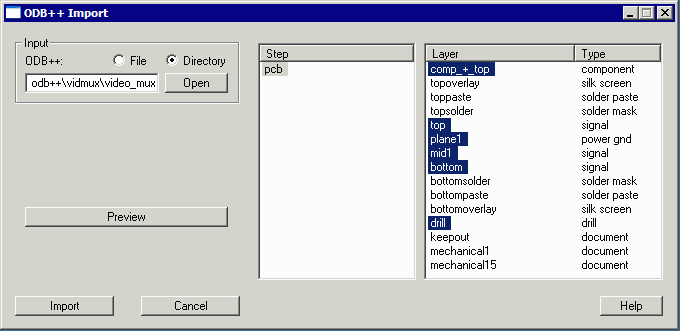 ODB++ Import
Input
ODB++: File Directory
odb++\vidmux\video_mux Open
Preview
Step
pcb
Layer Type
comp_+_top component
topoverlay silk screen
toppaste solder paste
topsolder solder mask
top signal
plane1 power gnd
mid1 signal
bottom signal
bottomsolder solder mask
bottompaste solder paste
bottomoverlay silk screen
drill drill
keepout document
mechanical1 document
mechanical15 document
Import Cancel Help